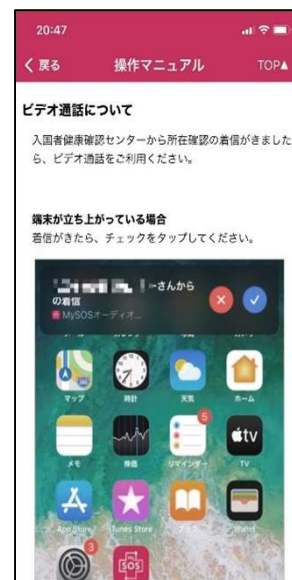 20:47
戻る
操作マニュアル
TOP▲
ビデオ通話について
入国者健康確認センターから所在確認の着信がきました
ら、ビデオ通話をご利用ください。
端末が立ち上がっている場合
着信がきたら、チェックをタップしてください。
さんから
の着信
MySOSオーディオ...
マップ
時計
天気
ホーム
5
tv
メモ
株価
リマインダー
TV
App Store
iTunes Store
ブック
Wallet
3
SOS